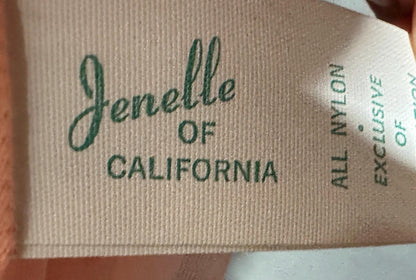 Jenelle
OF
CALIFORNIA
ALL NYLON
EXCLUSIVE
OF